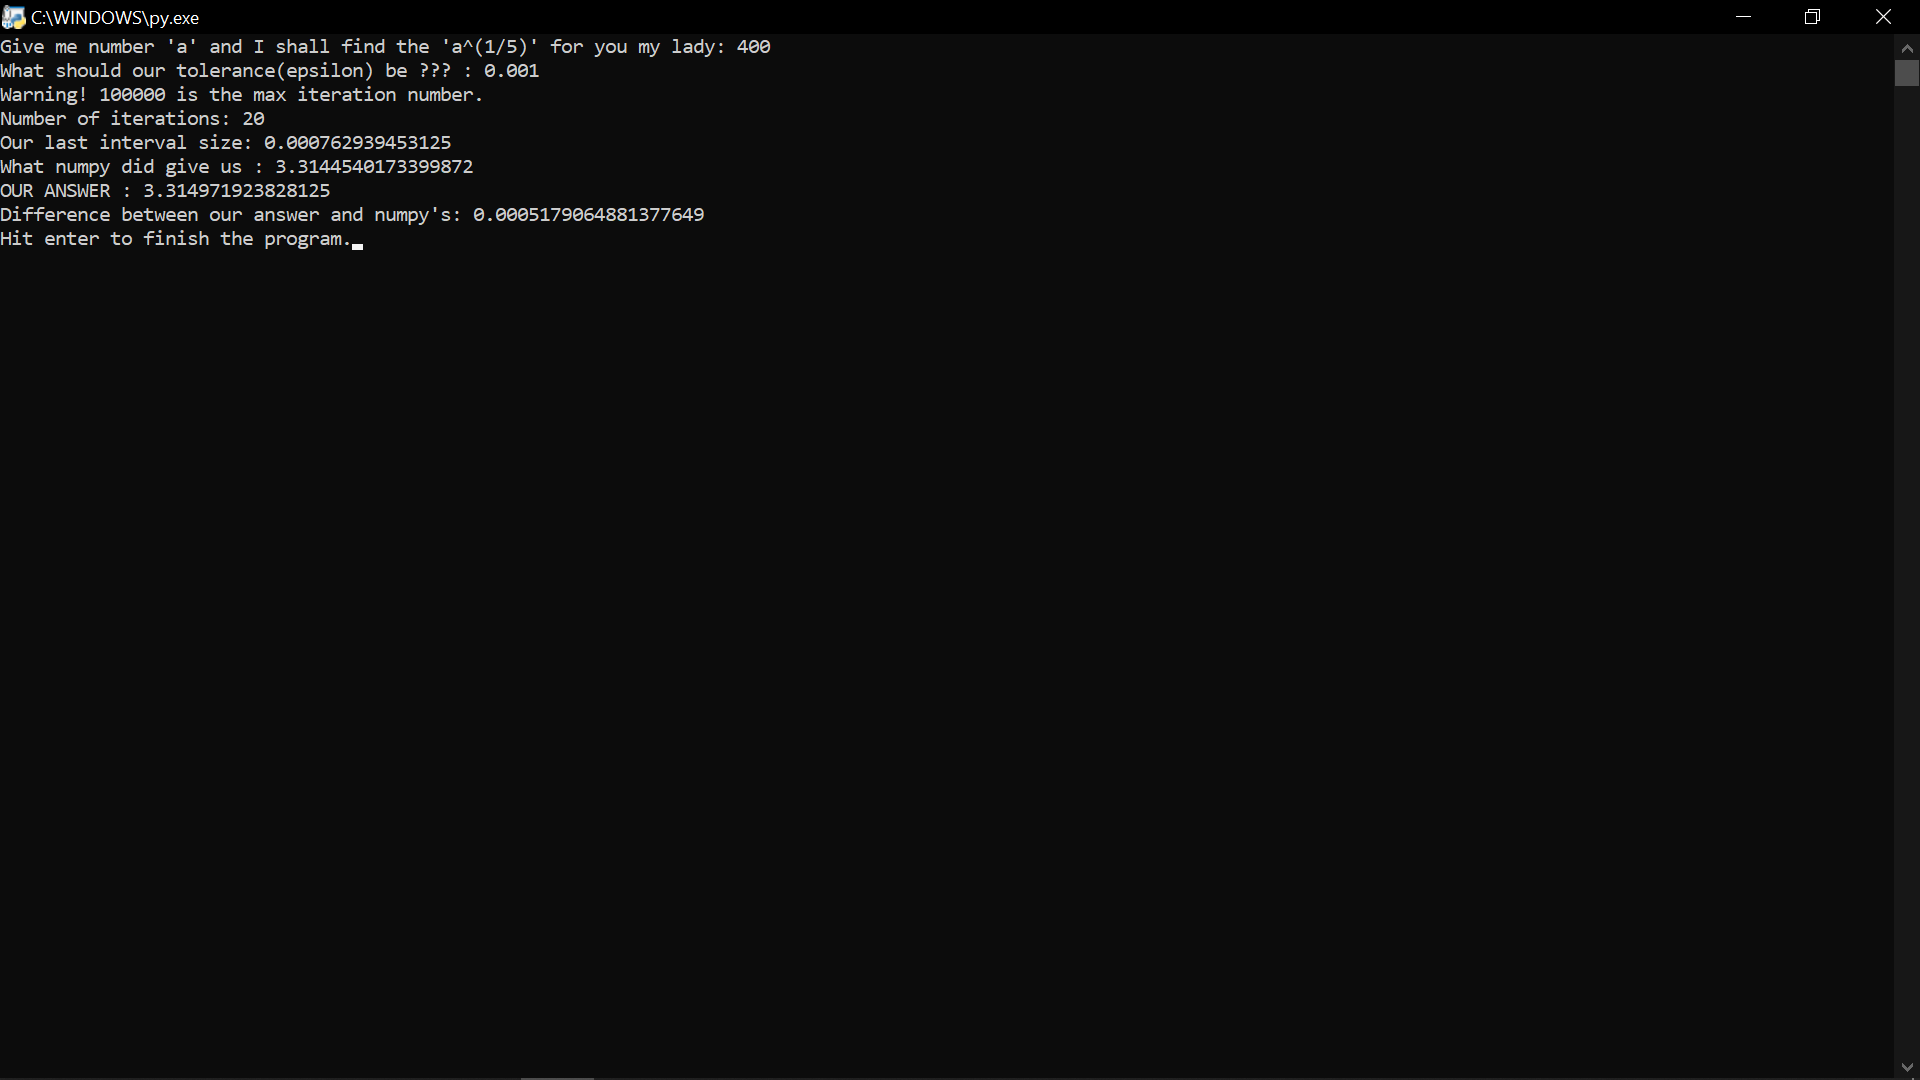 C:\WINDOWS\py.exe
Give me number 'a' and I shall find the 'a^(1/5)' for you my lady: 400
What should our tolerance(epsilon) be ??? : 0.001
Warning! 100000 is the max iteration number.
Number of iterations: 20
Our last interval size: 0.000762939453125
What numpy did give us : 3.3144540173399872
OUR ANSWER : 3.314971923828125
Difference between our answer and numpy's: 0.0005179064881377649
Hit enter to finish the program.